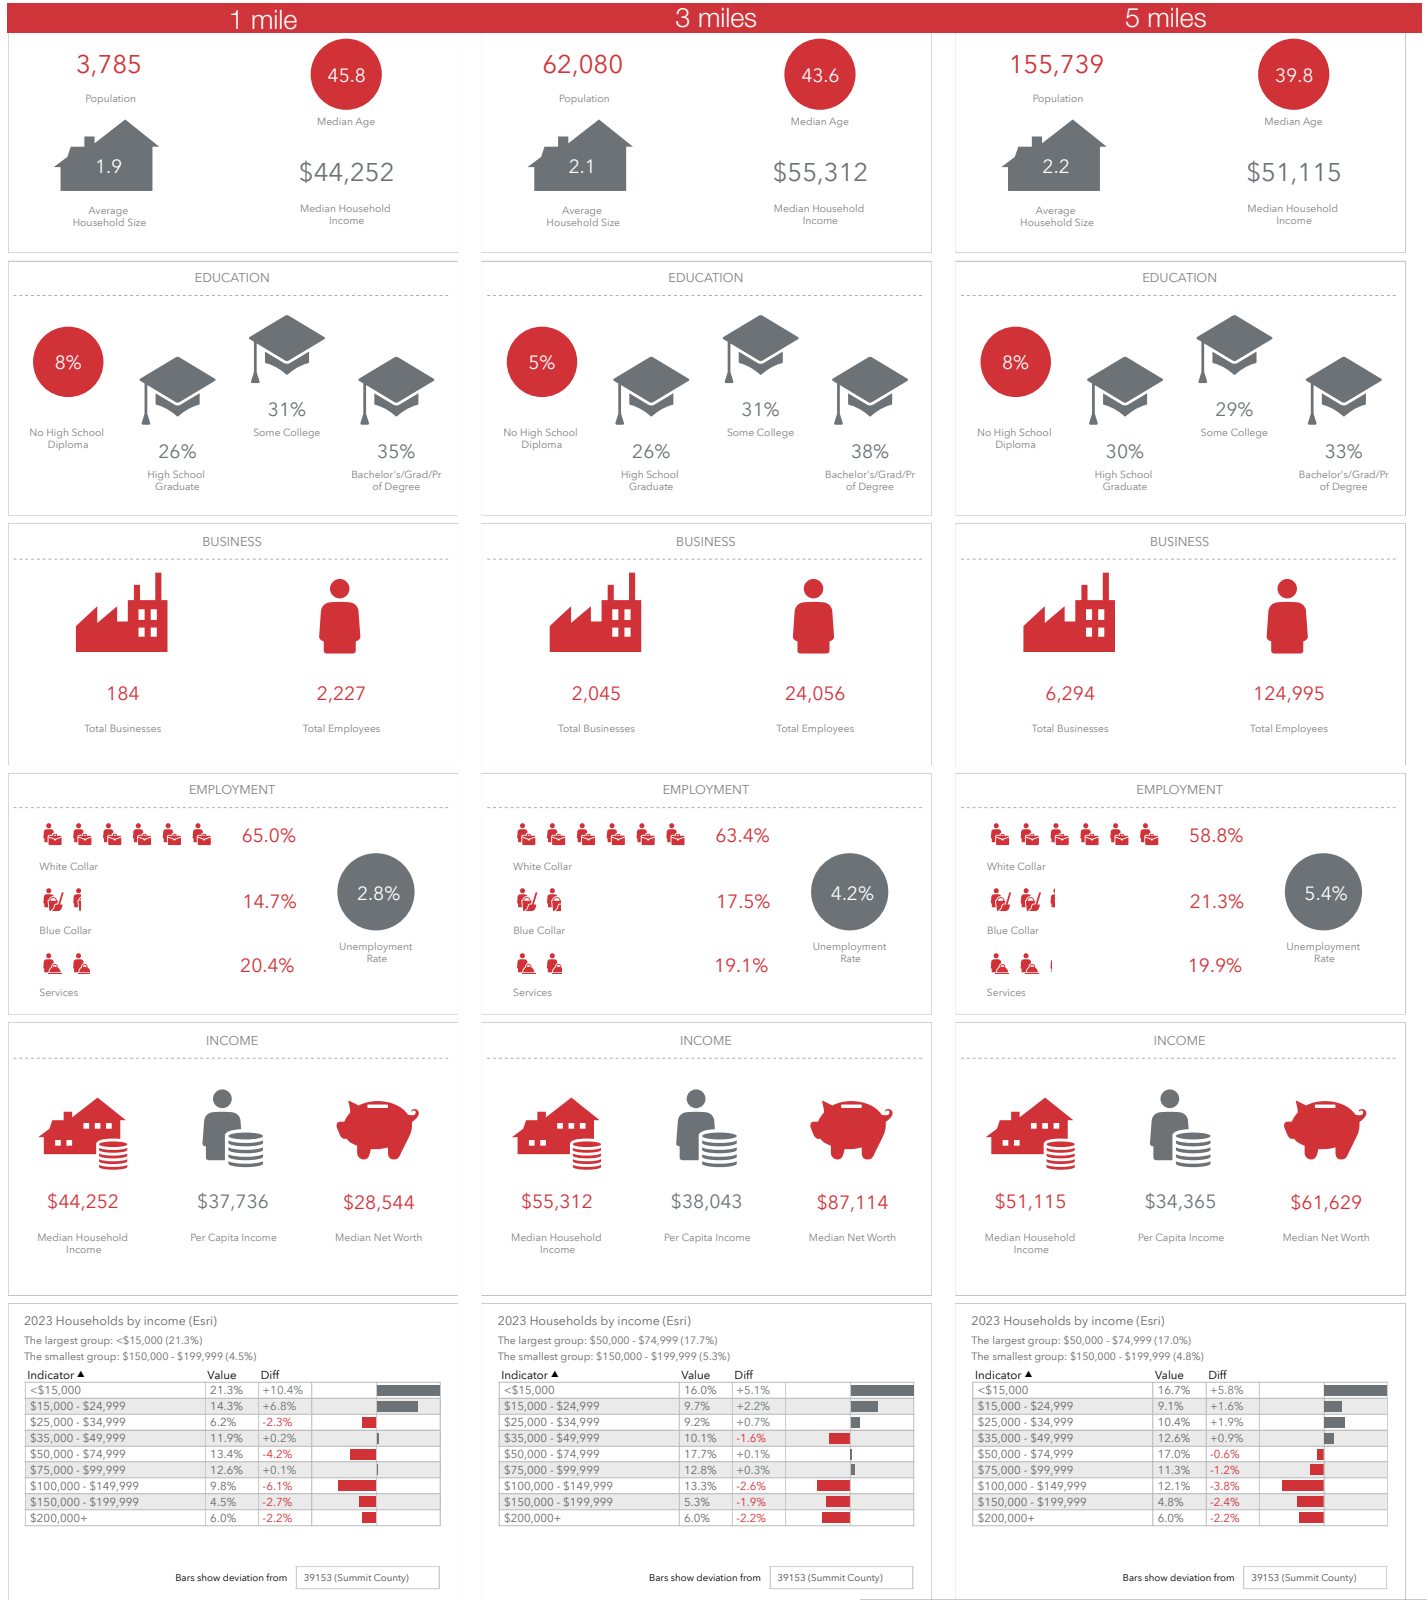 1 mile
3 miles
5 miles
3,785
Population
45.8
Median Age
1.9
Average
Household Size
$44,252
Median Household
Income
62,080
Population
43.6
Median Age
2.1
Average
Household Size
$55,312
Median Household
Income
155,739
Population
39.8
Median Age
2.2
Average
Household Size
$51,115
Median Household
Income
EDUCATION
8%
No High School
Diploma
26%
High School
Graduate
31%
Some College
35%
Bachelor's/Grad/Pr
of Degree
EDUCATION
5%
No High School
Diploma
26%
High School
Graduate
31%
Some College
38%
Bachelor's/Grad/Pr
of Degree
EDUCATION
8%
No High School
Diploma
30%
High School
Graduate
29%
Some College
33%
Bachelor's/Grad/Pr
of Degree
BUSINESS
184
Total Businesses
2,227
Total Employees
BUSINESS
2,045
Total Businesses
24,056
Total Employees
BUSINESS
6,294
Total Businesses
124,995
Total Employees
EMPLOYMENT
65.0%
White Collar
14.7%
Blue Collar
20.4%
Services
2.8%
Unemployment
Rate
EMPLOYMENT
63.4%
White Collar
17.5%
Blue Collar
19.1%
Services
4.2%
Unemployment
Rate
EMPLOYMENT
58.8%
White Collar
21.3%
Blue Collar
19.9%
Services
5.4%
Unemployment
Rate
INCOME
$44,252
Median Household
Income
$37,736
Per Capita Income
$28,544
Median Net Worth
INCOME
$55,312
Median Household
Income
$38,043
Per Capita Income
$87,114
Median Net Worth
INCOME
$51,115
Median Household
Income
$34,365
Per Capita Income
$61,629
Median Net Worth
2023 Households by income (Esri)
The largest group: <$15,000 (21.3%)
The smallest group: $150,000 - $199,999 (4.5%)
Indicator ▲ Value Diff
<$15,000 21.3% +10.4%
$15,000 - $24,999 14.3% +6.8%
$25,000 - $34,999 6.2% -2.3%
$35,000 - $49,999 11.9% +0.2%
$50,000 - $74,999 13.4% -4.2%
$75,000 - $99,999 12.6% +0.1%
$100,000 - $149,999 9.8% -6.1%
$150,000 - $199,999 4.5% -2.7%
$200,000+ 6.0% -2.2%
Bars show deviation from 39153 (Summit County)
2023 Households by income (Esri)
The largest group: $50,000 - $74,999 (17.7%)
The smallest group: $150,000 - $199,999 (5.3%)
Indicator ▲ Value Diff
<$15,000 16.0% +5.1%
$15,000 - $24,999 9.7% +2.2%
$25,000 - $34,999 9.2% +0.7%
$35,000 - $49,999 10.1% -1.6%
$50,000 - $74,999 17.7% +0.1%
$75,000 - $99,999 12.8% +0.3%
$100,000 - $149,999 13.3% -2.6%
$150,000 - $199,999 5.3% -1.9%
$200,000+ 6.0% -2.2%
Bars show deviation from 39153 (Summit County)
2023 Households by income (Esri)
The largest group: $50,000 - $74,999 (17.0%)
The smallest group: $150,000 - $199,999 (4.8%)
Indicator ▲ Value Diff
<$15,000 16.7% +5.8%
$15,000 - $24,999 9.1% +1.6%
$25,000 - $34,999 10.4% +1.9%
$35,000 - $49,999 12.6% +0.9%
$50,000 - $74,999 17.0% -0.6%
$75,000 - $99,999 11.3% -1.2%
$100,000 - $149,999 12.1% -3.8%
$150,000 - $199,999 4.8% -2.4%
$200,000+ 6.0% -2.2%
Bars show deviation from 39153 (Summit County)